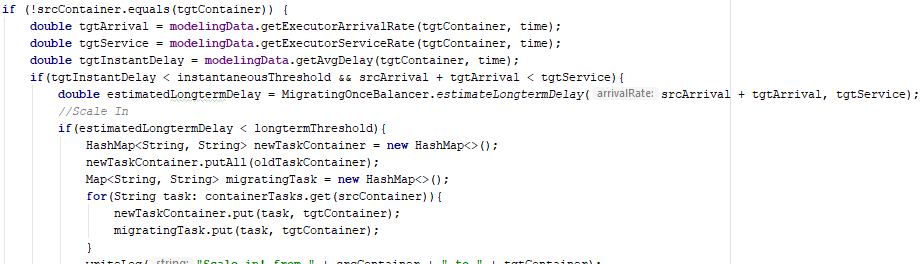 if (!srcContainer.equals(tgtContainer)) {
double tgtArrival = modelingData.getExecutorArrivalRate(tgtContainer, time);
double tgtService = modelingData.getExecutorServiceRate(tgtContainer, time);
double tgtInstantDelay = modelingData.getAvgDelay(tgtContainer, time);
if(tgtInstantDelay < instantaneousThreshold && srcArrival + tgtArrival < tgtService){
double estimatedLongtermDelay = MigratingOnceBalancer.estimateLongtermDelay( arrivalRate: srcArrival + tgtArrival, tgtService);
//Scale In
if(estimatedLongtermDelay < longtermThreshold){
HashMap<String, String> newTaskContainer = new HashMap<>();
newTaskContainer.putAll(oldTaskContainer);
Map<String, String> migratingTask = new HashMap<>();
for(String task: containerTasks.get(srcContainer)){
newTaskContainer.put(task, tgtContainer);
migratingTask.put(task, tgtContainer);
}
writeLog( string: "Scale in! from " + srcContainer + " to " + tgtContainer);